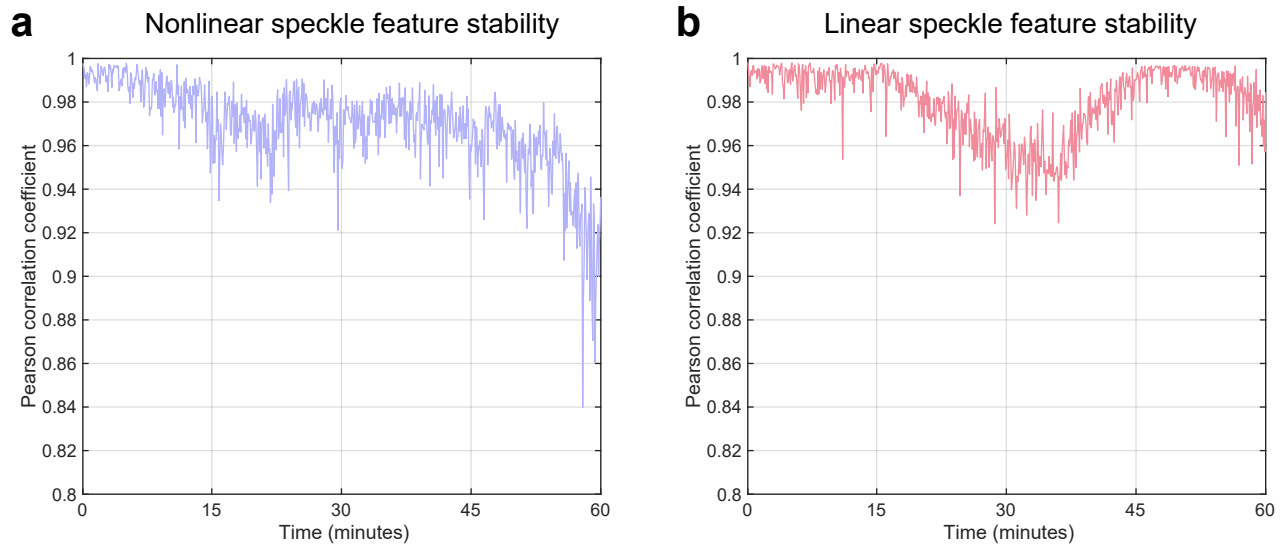 a
Nonlinear speckle feature stability
Pearson correlation coefficient
1
0.98
0.96
0.94
0.92
0.9
0.88
0.86
0.84
0.82
0.8
0 15 30 45 60
Time (minutes)
b
Linear speckle feature stability
Pearson correlation coefficient
1
0.98
0.96
0.94
0.92
0.9
0.88
0.86
0.84
0.82
0.8
0 15 30 45 60
Time (minutes)